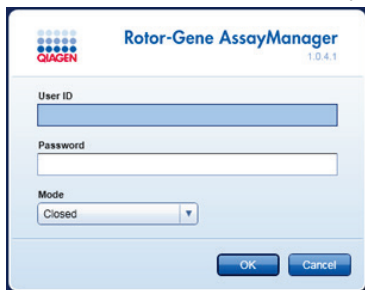 QIAGEN
Rotor-Gene AssayManager
1.0.4.1
User ID
Password
Mode
Closed
OK Cancel